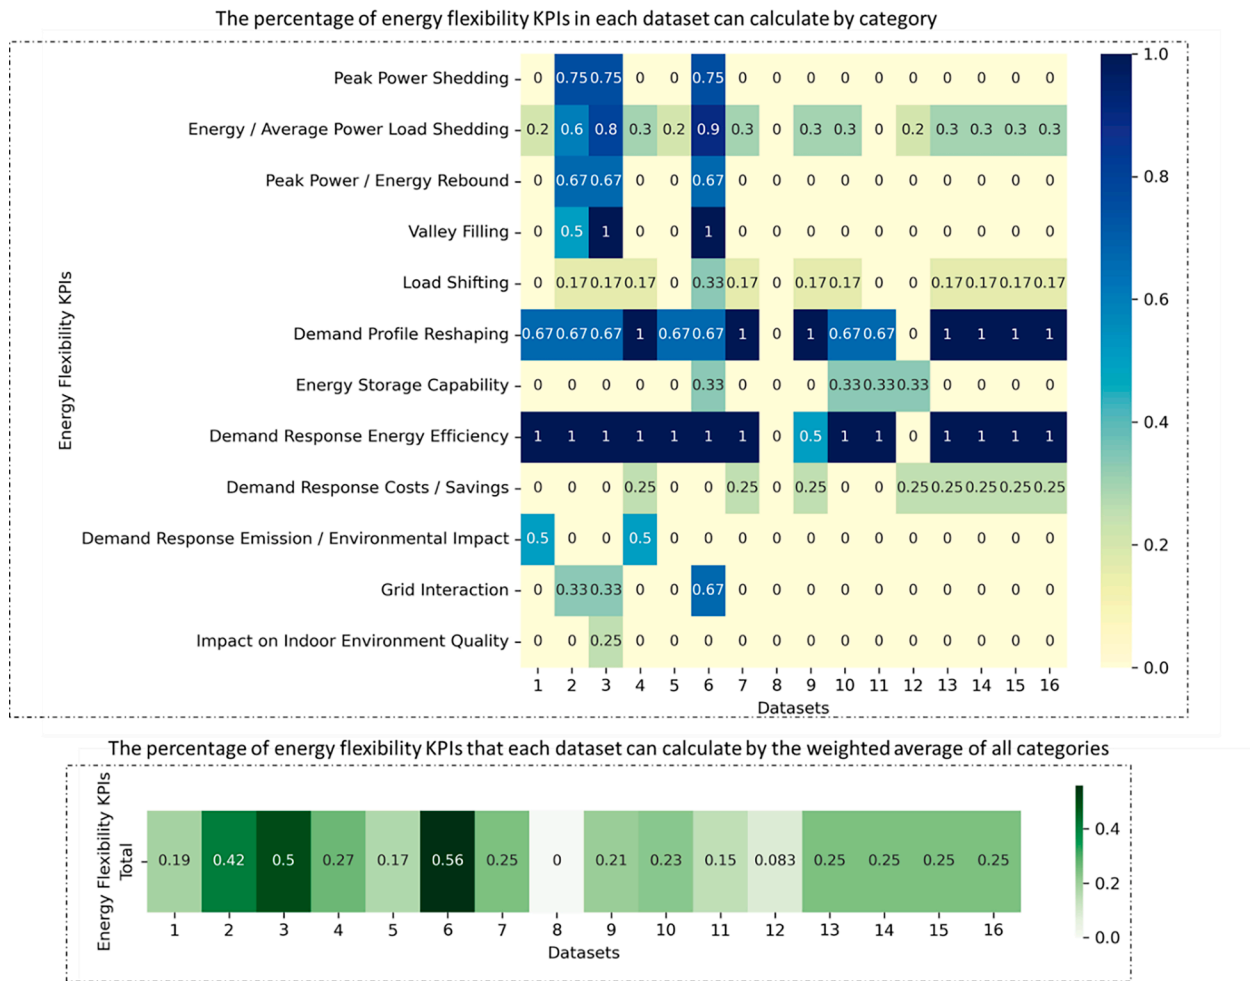 The percentage of energy flexibility KPIs in each dataset can calculate by category
Energy Flexibility KPIs
Peak Power Shedding 0 0.75 0.75 0 0 0.75 0 0 0 0 0 0 0 0 0 0
Energy / Average Power Load Shedding 0.2 0.6 0.8 0.3 0.2 0.9 0.3 0 0.3 0.3 0 0.2 0.3 0.3 0.3 0.3
Peak Power / Energy Rebound 0 0.67 0.67 0 0 0.67 0 0 0 0 0 0 0 0 0 0
Valley Filling 0 0.5 1 0 0 1 0 0 0 0 0 0 0 0 0 0
Load Shifting 0 0.17 0.17 0.17 0 0.33 0.17 0 0.17 0.17 0 0 0.17 0.17 0.17 0.17
Demand Profile Reshaping 0.67 0.67 0.67 1 0.67 0.67 1 0 1 0.67 0.67 0 1 1 1 1
Energy Storage Capability 0 0 0 0 0 0.33 0 0 0 0.33 0.33 0.33 0 0 0 0
Demand Response Energy Efficiency 1 1 1 1 1 1 1 0 0.5 1 1 0 1 1 1 1
Demand Response Costs / Savings 0 0 0 0.25 0 0 0.25 0 0.25 0 0 0.25 0.25 0.25 0.25 0.25
Demand Response Emission / Environmental Impact 0.5 0 0 0.5 0 0 0 0 0 0 0 0 0 0 0 0
Grid Interaction 0 0.33 0.33 0 0 0.67 0 0 0 0 0 0 0 0 0 0
Impact on Indoor Environment Quality 0 0 0.25 0 0 0 0 0 0 0 0 0 0 0 0 0
1 2 3 4 5 6 7 8 9 10 11 12 13 14 15 16
Datasets
1.0
0.8
0.6
0.4
0.2
0.0
The percentage of energy flexibility KPIs that each dataset can calculate by the weighted average of all categories
Energy Flexibility KPIs
Total
0.19 0.42 0.5 0.27 0.17 0.56 0.25 0 0.21 0.23 0.15 0.083 0.25 0.25 0.25 0.25
1 2 3 4 5 6 7 8 9 10 11 12 13 14 15 16
Datasets
0.4
0.2
0.0